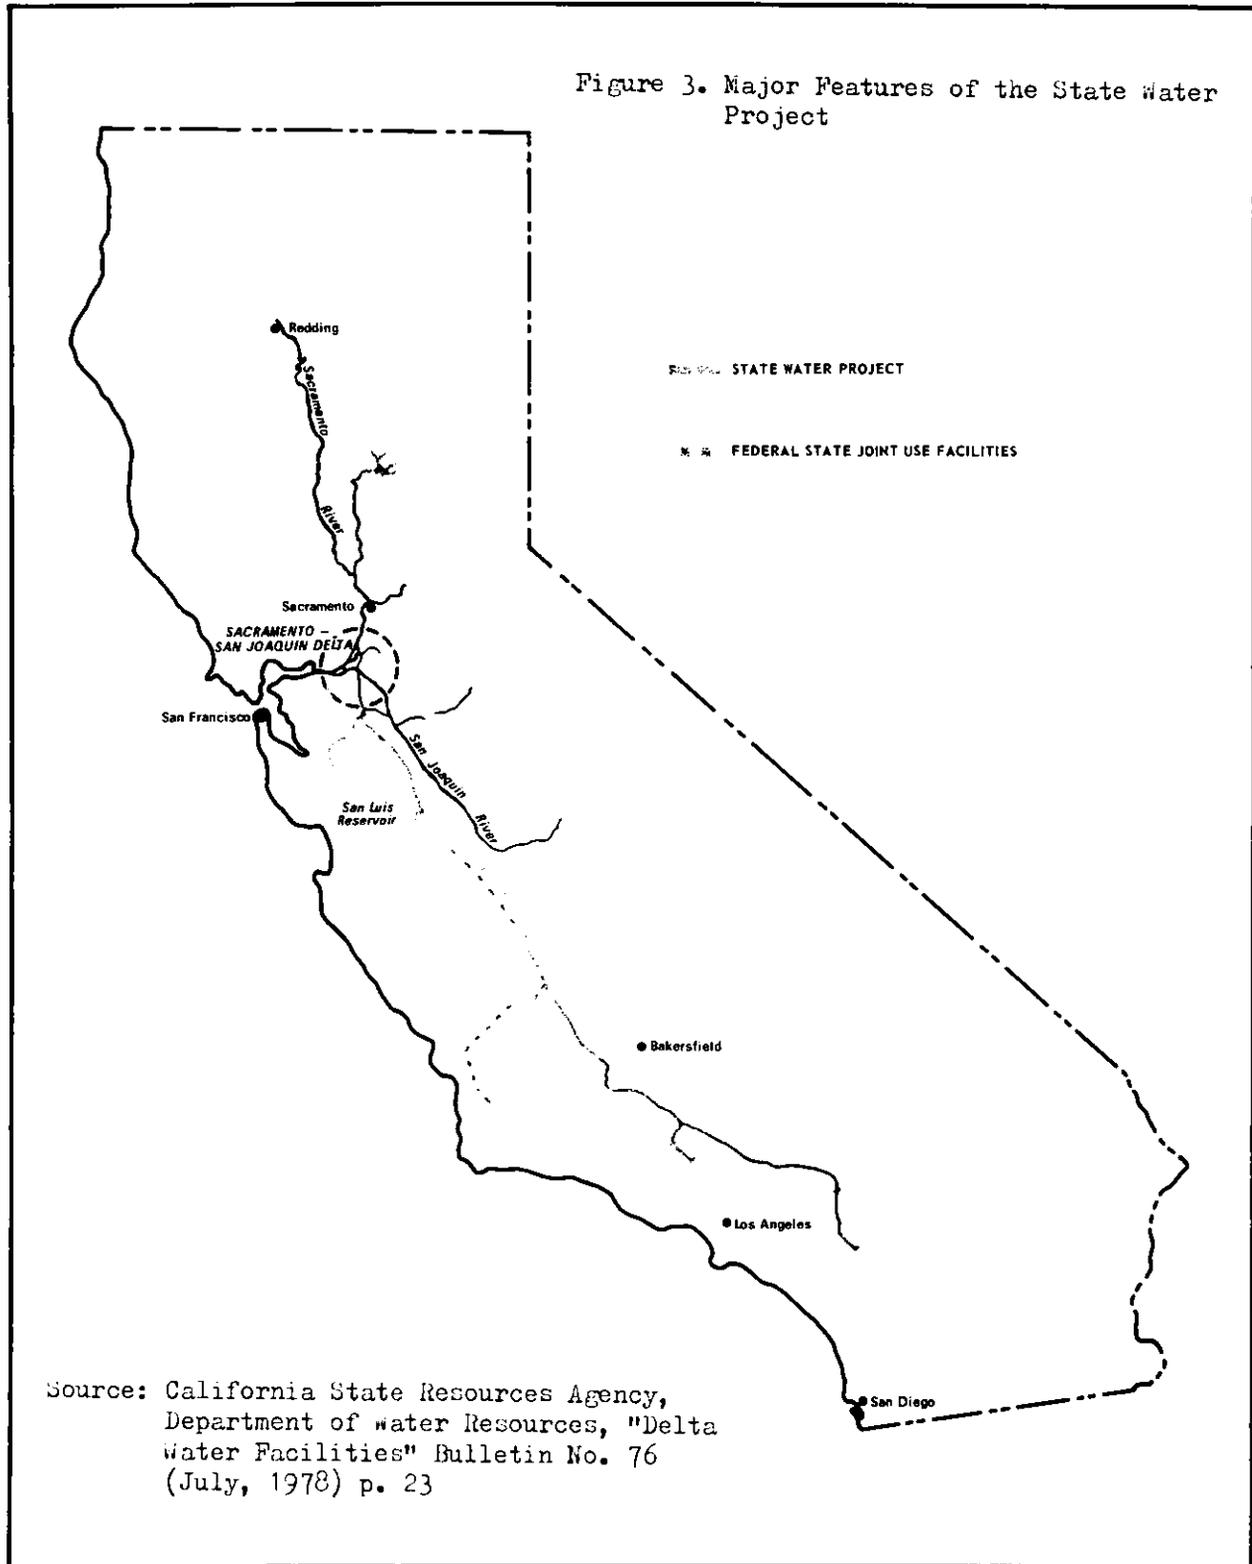 Figure 3. Major Features of the State Water
Project
Redding
Sacramento
River
STATE WATER PROJECT
FEDERAL STATE JOINT USE FACILITIES
Sacramento
SACRAMENTO –
SAN JOAQUIN DELTA
San Francisco
San Joaquin
River
San Luis
Reservoir
Bakersfield
Los Angeles
San Diego
Source: California State Resources Agency,
Department of Water Resources, "Delta
Water Facilities" Bulletin No. 76
(July, 1978) p. 23